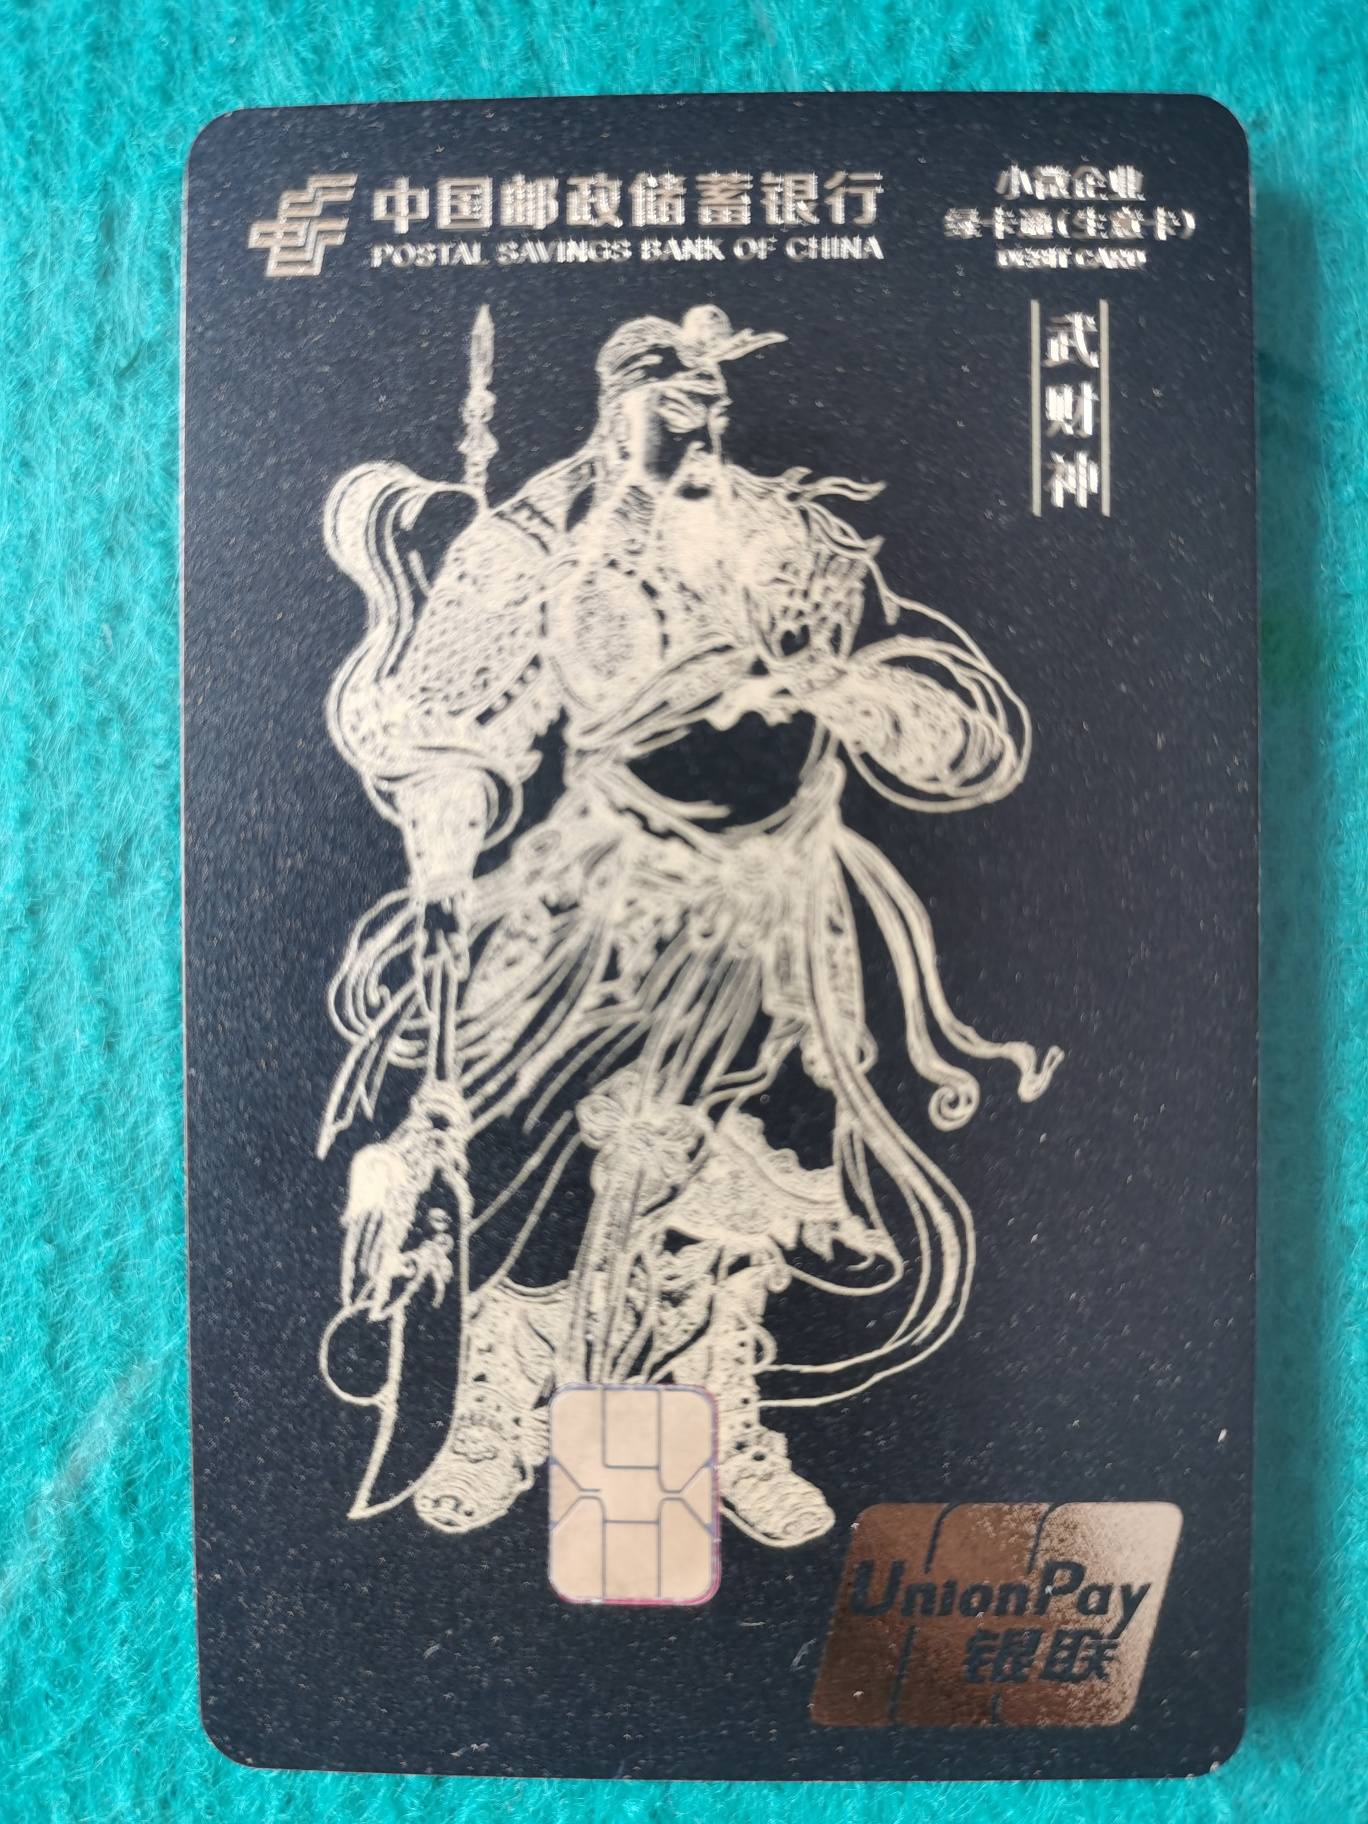 中国邮政储蓄银行
POSTAL SAVINGS BANK OF CHINA
小微企业
绿卡通(生意卡)
DEBIT CARD
武财神
UnionPay
银联